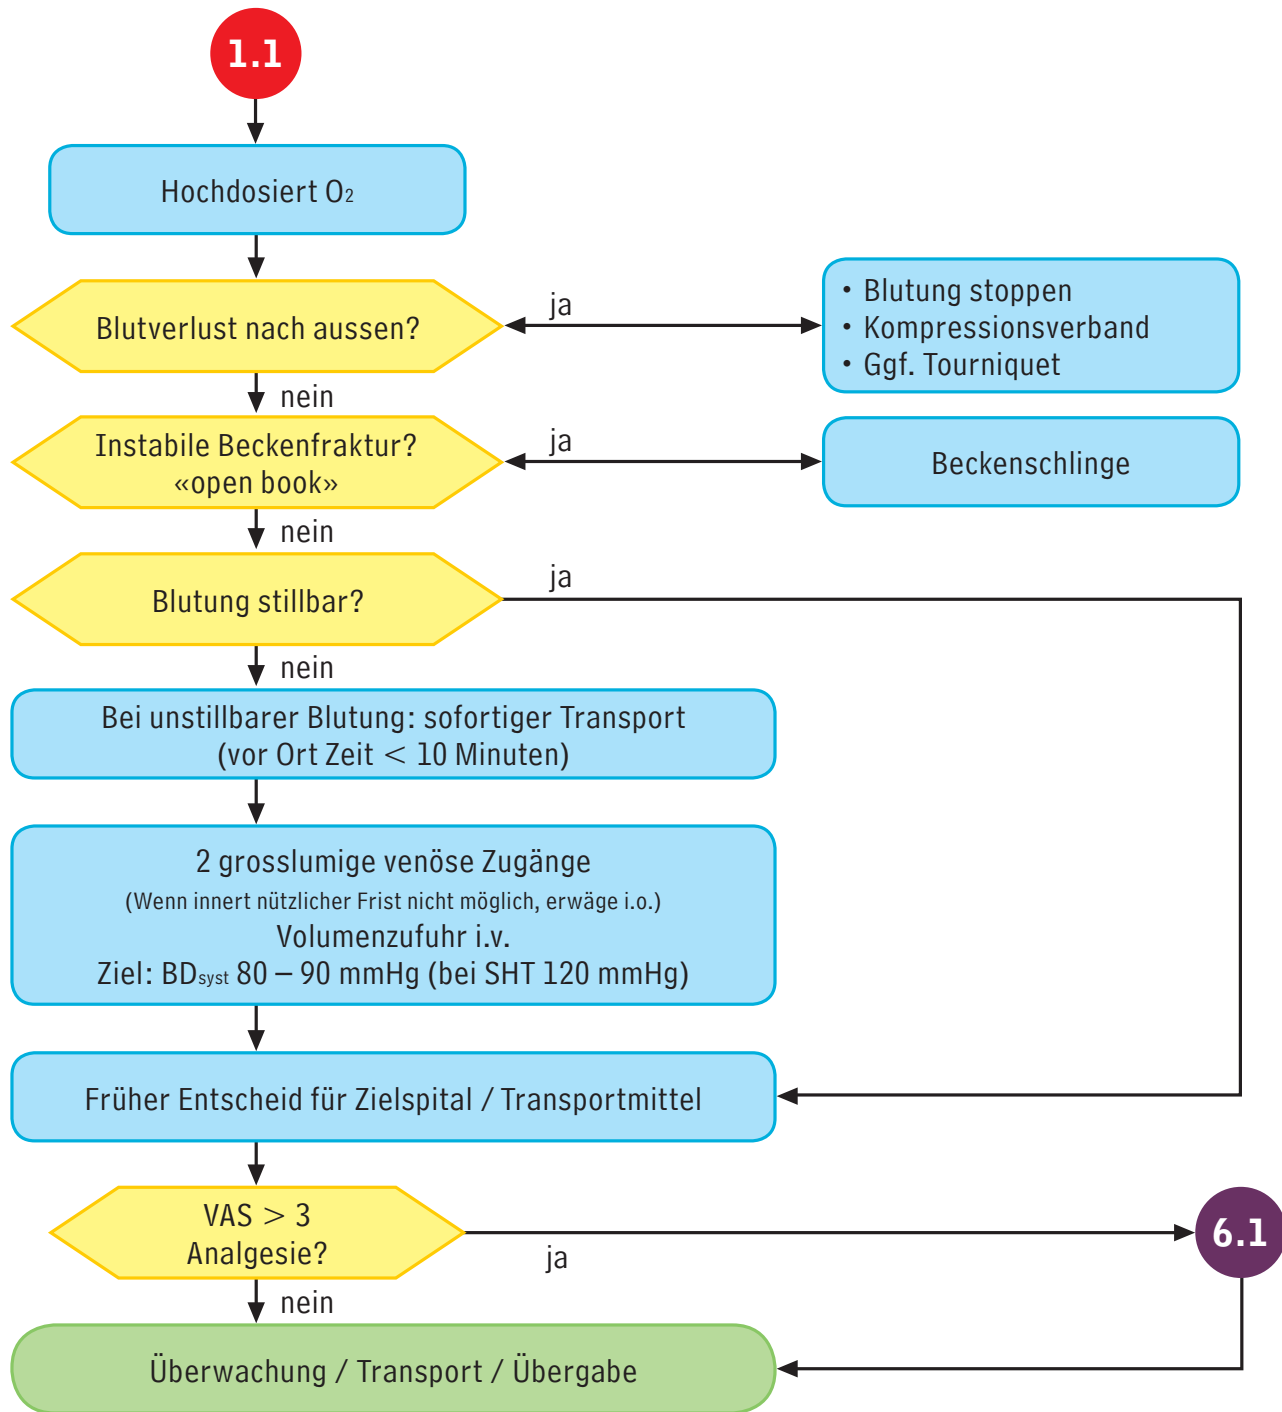 1.1
Hochdosiert O₂
Blutverlust nach aussen?
ja
• Blutung stoppen
• Kompressionsverband
• Ggf. Tourniquet
nein
Instabile Beckenfraktur?
«open book»
ja
Beckenschlinge
nein
Blutung stillbar?
ja
nein
Bei unstillbarer Blutung: sofortiger Transport
(vor Ort Zeit < 10 Minuten)
2 grosslumige venöse Zugänge
(Wenn innert nützlicher Frist nicht möglich, erwäge i.o.)
Volumenzufuhr i.v.
Ziel: BDsyst 80 – 90 mmHg (bei SHT 120 mmHg)
Früher Entscheid für Zielspital / Transportmittel
VAS > 3
Analgesie?
ja
6.1
nein
Überwachung / Transport / Übergabe